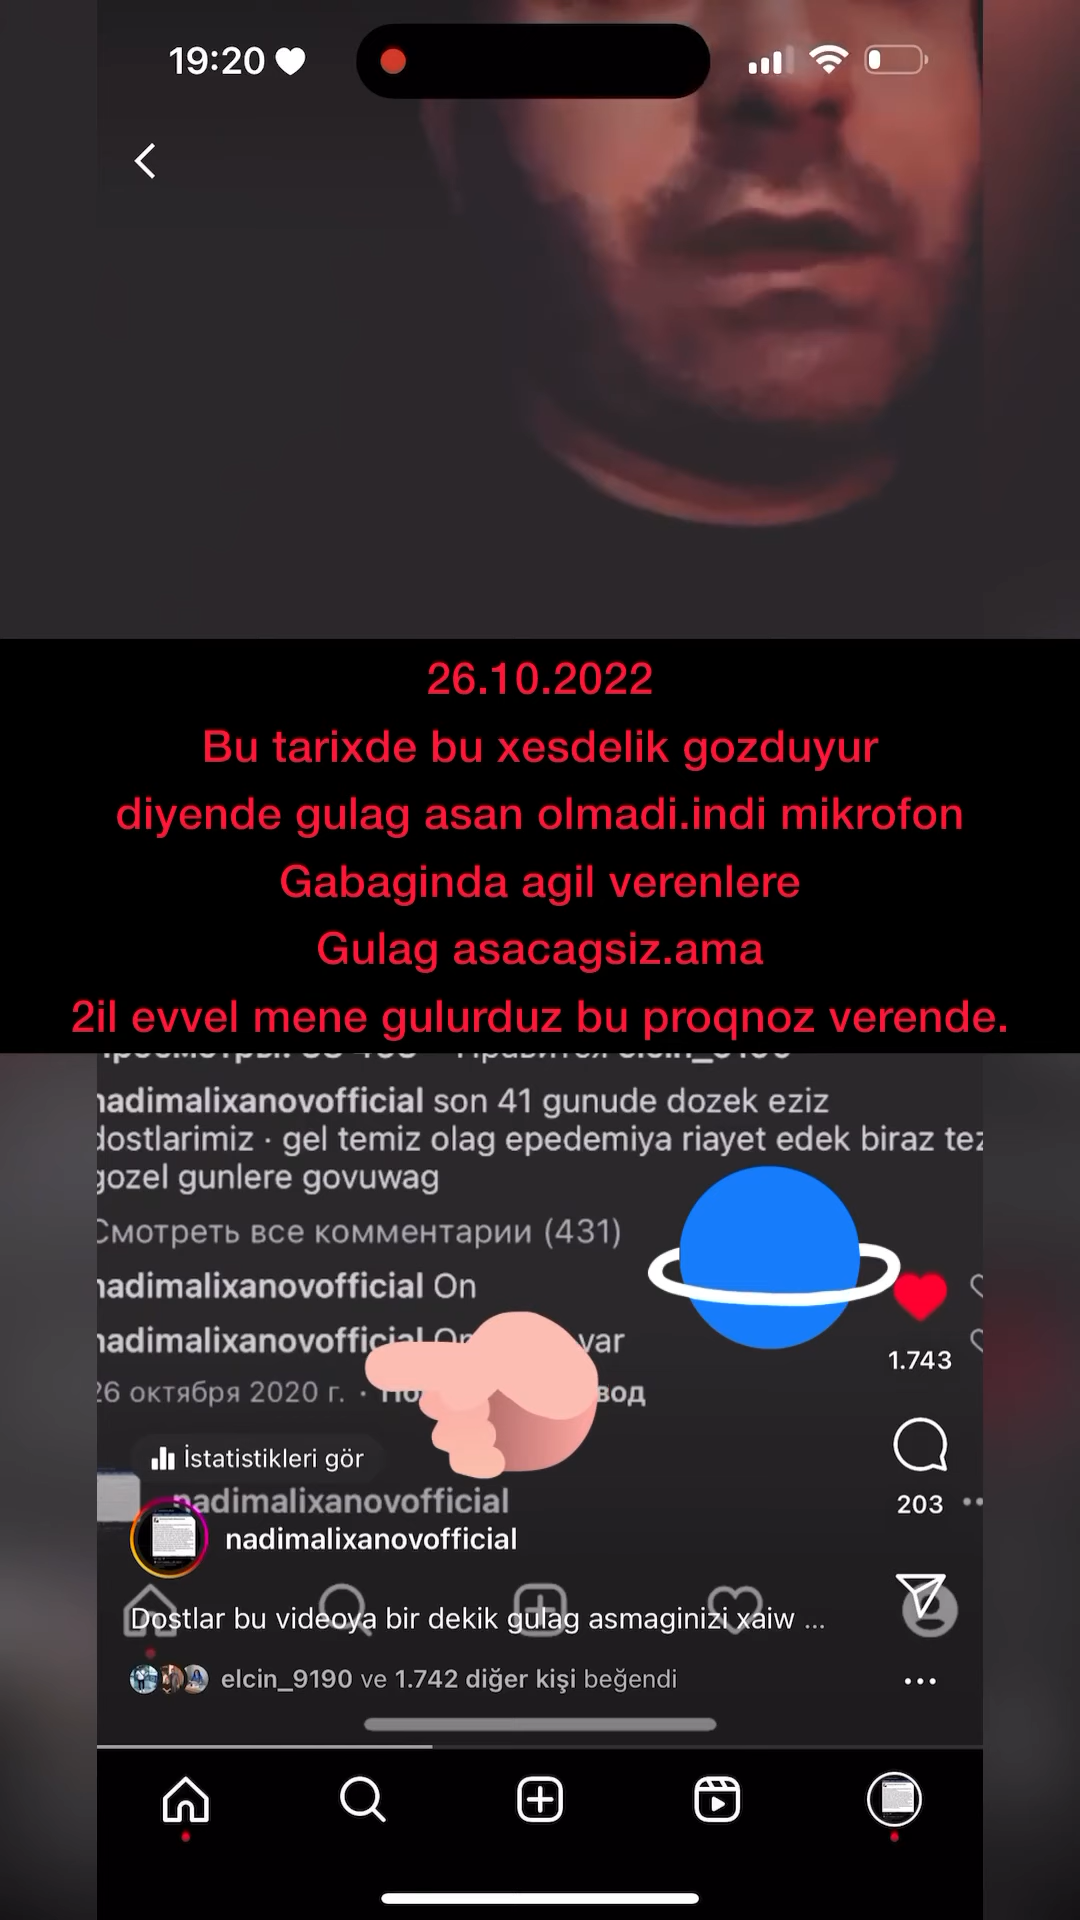 19:20
26.10.2022
Bu tarixde bu xesdelik gozduyur
diyende gulag asan olmadi.indi mikrofon
Gabaginda agil verenlere
Gulag asacagsiz.ama
2il evvel mene gulurduz bu proqnoz verende.
nadimalixanovofficial son 41 gunude dozek eziz
dostlarimiz · gel temiz olag epedemiya riayet edek biraz tez
gozel gunlere govuwag
Смотреть все комментарии (431)
nadimalixanovofficial On
nadimalixanovofficial var
26 октября 2020 г. ·
1.743
İstatistikleri gör
nadimalixanovofficial
203
nadimalixanovofficial
Dostlar bu videoya bir dekik gulag asmaginizi xaiw ...
elcin_9190 ve 1.742 diğer kişi beğendi